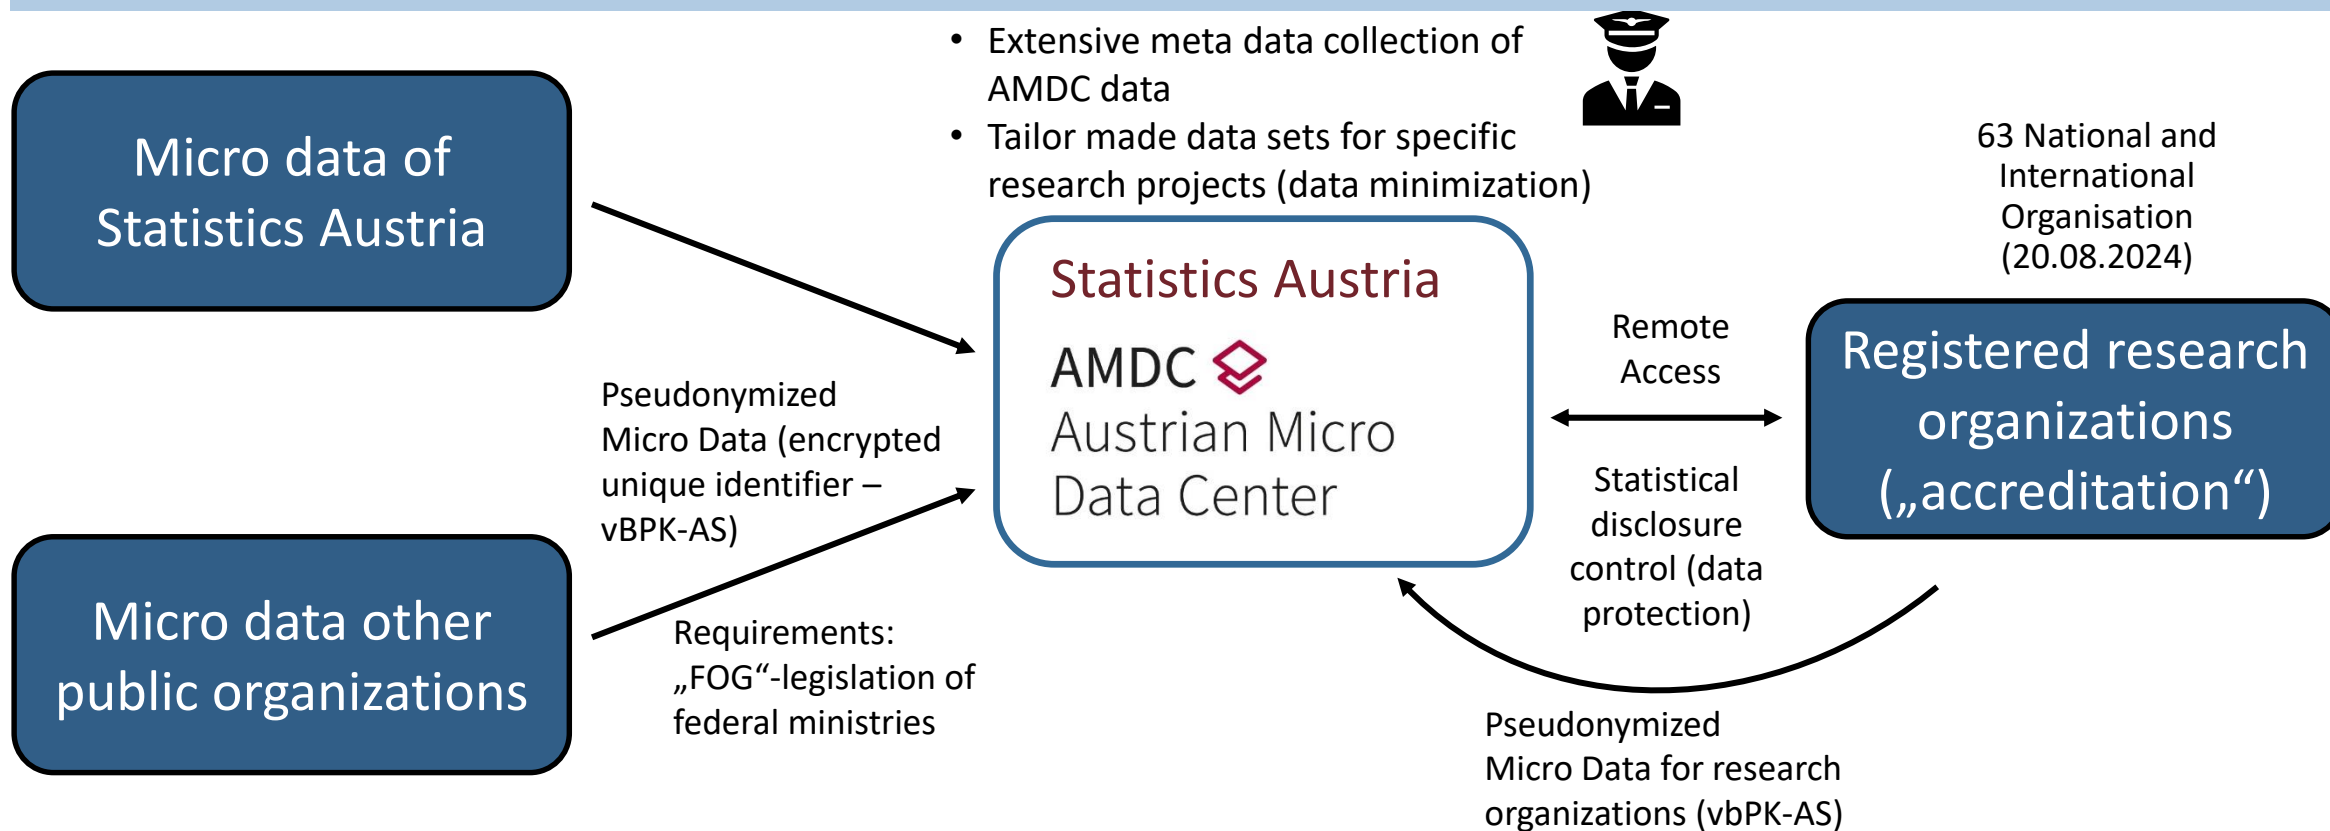 • Extensive meta data collection of
AMDC data
• Tailor made data sets for specific
research projects (data minimization)
Micro data of
Statistics Austria
63 National and
International
Organisation
(20.08.2024)
Statistics Austria
AMDC
Austrian Micro
Data Center
Remote
Access
Registered research
organizations
(„accreditation“)
Pseudonymized
Micro Data (encrypted
unique identifier –
vBPK-AS)
Statistical
disclosure
control (data
protection)
Micro data other
public organizations
Requirements:
„FOG“-legislation of
federal ministries
Pseudonymized
Micro Data for research
organizations (vbPK-AS)